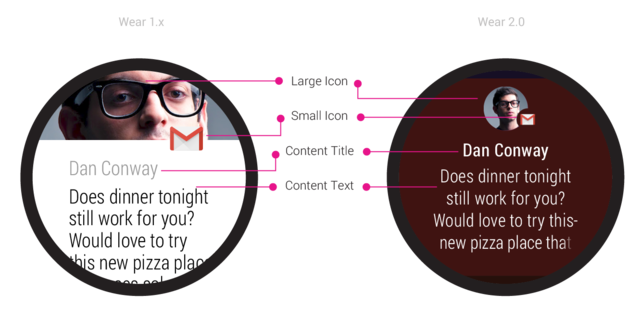 Wear 1.x
Wear 2.0
Large Icon
Small Icon
Content Title
Content Text
Dan Conway
Does dinner tonight
still work for you?
Would love to try
this new pizza place
Dan Conway
Does dinner tonight
still work for you?
Would love to try this-
new pizza place that